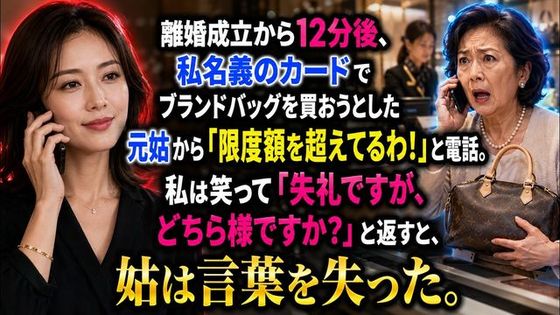 離婚成立から12分後、
私名義のカードで
ブランドバッグを買おうとした
元姑から「限度額を超えてるわ!」と電話。
私は笑って「失礼ですが、
どちら様ですか?」と返すと、
姑は言葉を失った。